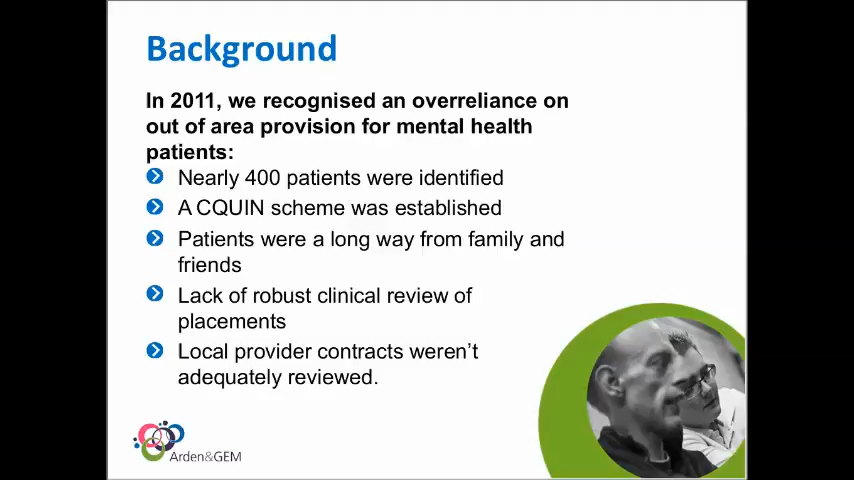 Background
In 2011, we recognised an overreliance on
out of area provision for mental health
patients:
Nearly 400 patients were identified
A CQUIN scheme was established
Patients were a long way from family and
friends
Lack of robust clinical review of
placements
Local provider contracts weren’t
adequately reviewed.
Arden&GEM